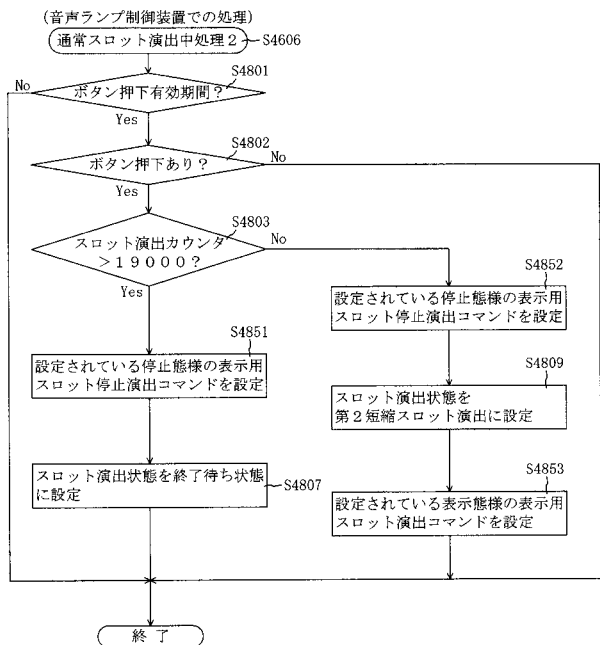 (音声ランプ制御装置での処理)
通常スロット演出中処理2
S4606
S4801
ボタン押下有効期間?
No
Yes
S4802
ボタン押下あり?
No
Yes
S4803
スロット演出カウンタ
>19000?
No
Yes
S4851
設定されている停止態様の表示用
スロット停止演出コマンドを設定
スロット演出状態を終了待ち状態
に設定
S4807
S4852
設定されている停止態様の表示用
スロット停止演出コマンドを設定
S4809
スロット演出状態を
第2短縮スロット演出に設定
S4853
設定されている表示態様の表示用
スロット演出コマンドを設定
終了